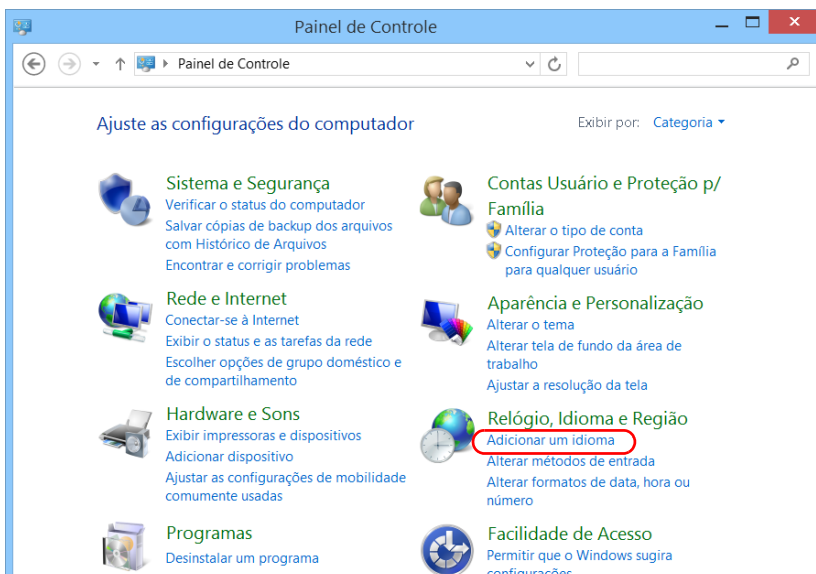 Painel de Controle
Painel de Controle
Ajuste as configurações do computador
Exibir por: Categoria
Sistema e Segurança
Verificar o status do computador
Salvar cópias de backup dos arquivos
com Histórico de Arquivos
Encontrar e corrigir problemas
Rede e Internet
Conectar-se à Internet
Exibir o status e as tarefas da rede
Escolher opções de grupo doméstico e
de compartilhamento
Hardware e Sons
Exibir impressoras e dispositivos
Adicionar dispositivo
Ajustar as configurações de mobilidade
comumente usadas
Programas
Desinstalar um programa
Contas Usuário e Proteção p/
Família
Alterar o tipo de conta
Configurar Proteção para a Família
para qualquer usuário
Aparência e Personalização
Alterar o tema
Alterar tela de fundo da área de
trabalho
Ajustar a resolução da tela
Relógio, Idioma e Região
Adicionar um idioma
Alterar métodos de entrada
Alterar formatos de data, hora ou
número
Facilidade de Acesso
Permitir que o Windows sugira
configurações